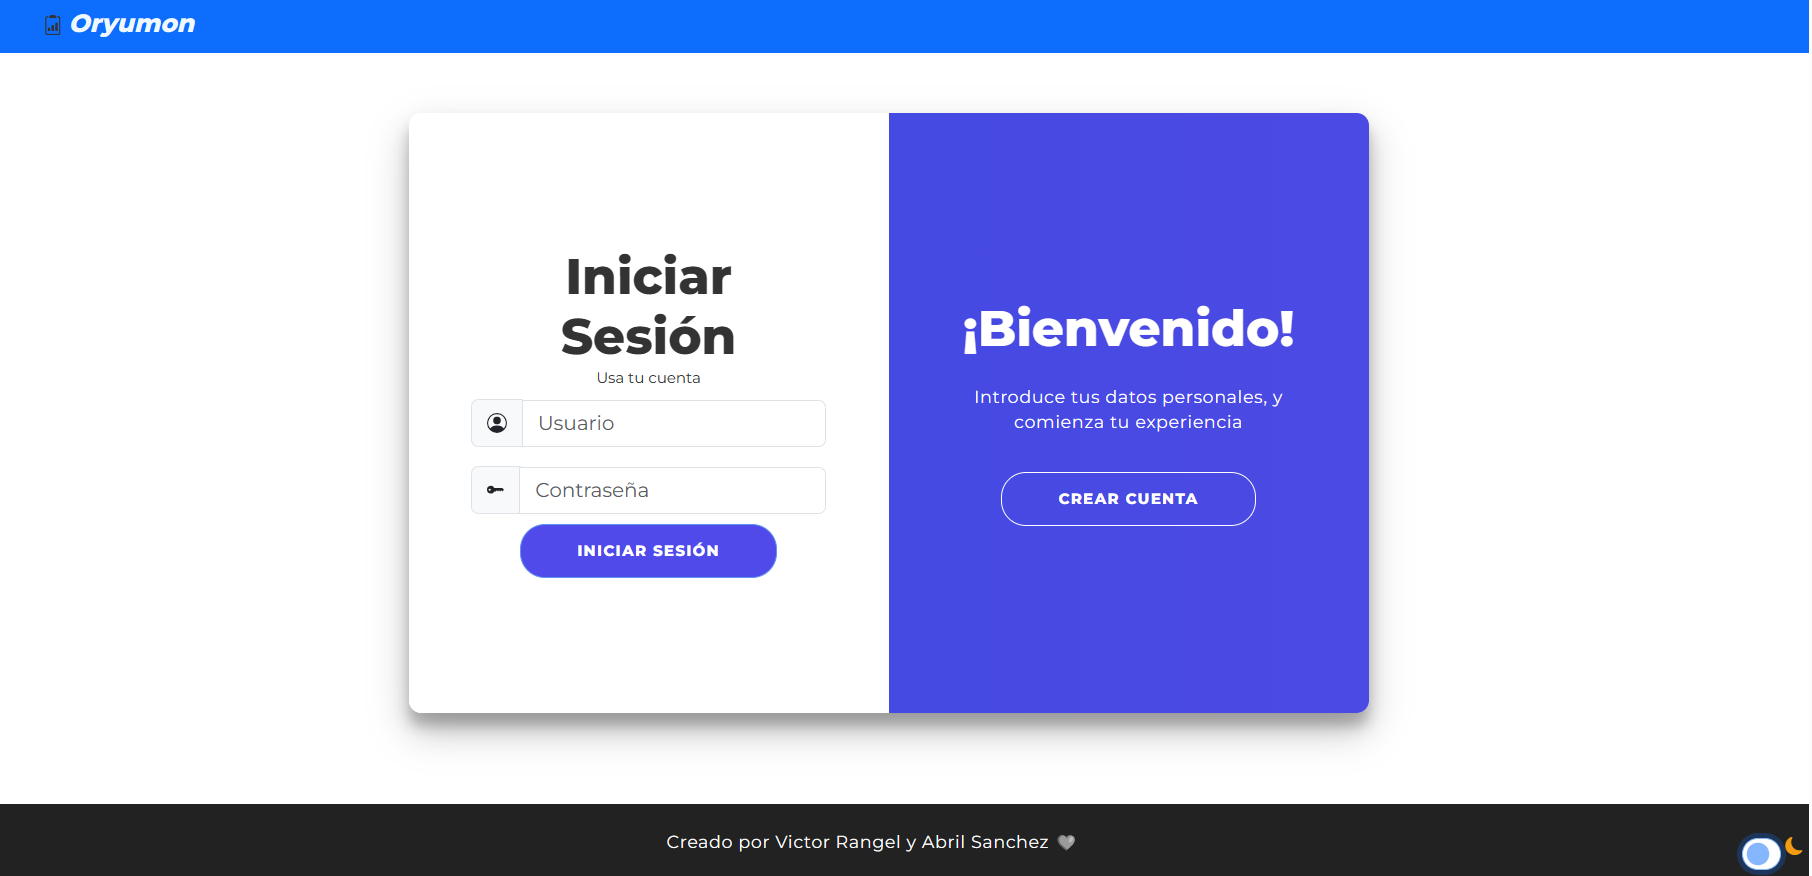 Oryumon
Iniciar
Sesión
Usa tu cuenta
Usuario
Contraseña
INICIAR SESIÓN
¡Bienvenido!
Introduce tus datos personales, y
comienza tu experiencia
CREAR CUENTA
Creado por Victor Rangel y Abril Sanchez